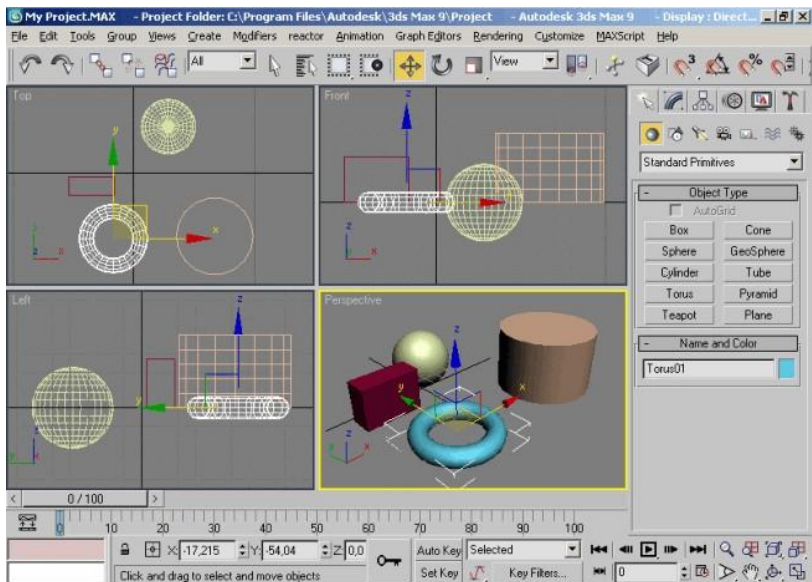 My Project.MAX - Project Folder: C:\Program Files\Autodesk\3ds Max 9\Project - Autodesk 3ds Max 9 - Display : Direct...
File Edit Tools Group Views Create Modifiers reactor Animation Graph Editors Rendering Customize MAXScript Help
All View
Top Front
y x z x
z x z x
Standard Primitives
Object Type
AutoGrid
Box Cone
Sphere GeoSphere
Cylinder Tube
Torus Pyramid
Teapot Plane
Name and Color
Torus01
Left Perspective
z y z y x
z y z y x
0 / 100
0 10 20 30 40 50 60 70 80 90 100
X: -17,215 Y: -54,04 Z: 0,0 Auto Key Selected
Click and drag to select and move objects Set Key Key Filters... 0